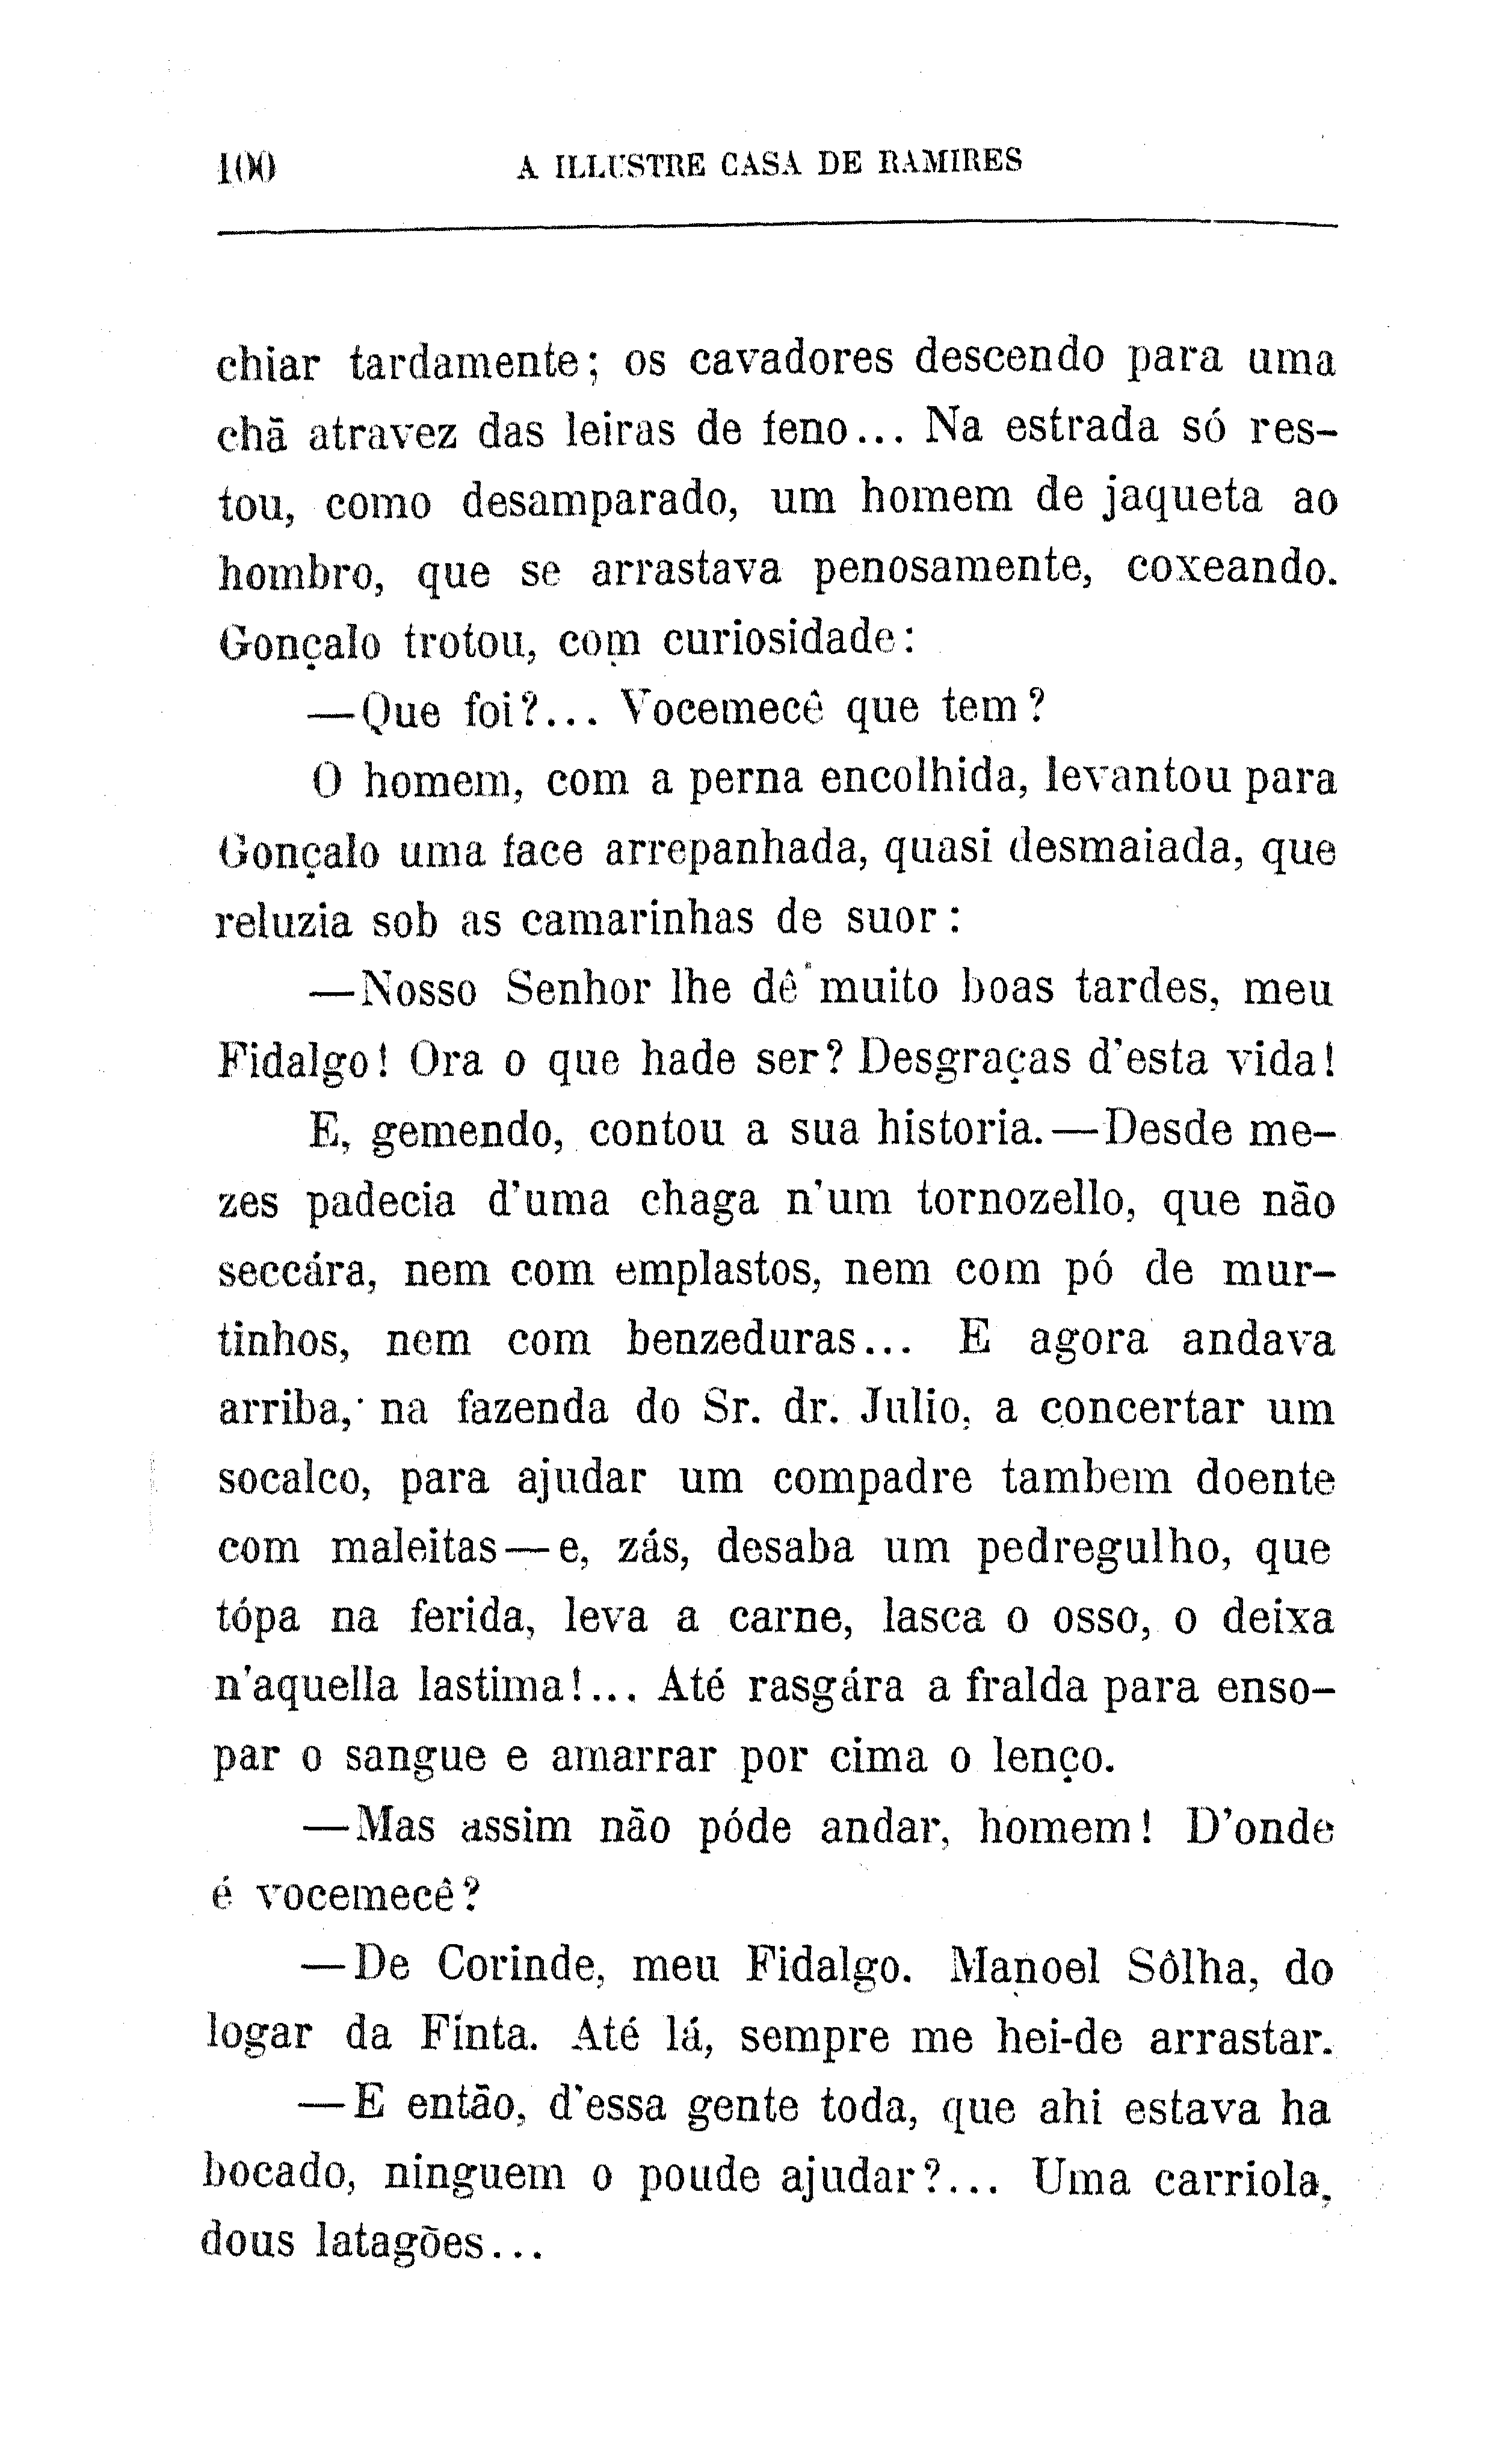 100 A ILLUSTRE CASA DE RAMIRES
chiar tardamente; os cavadores descendo para uma
chã atravez das leiras de feno... Na estrada só res-
tou, como desamparado, um homem de jaqueta ao
hombro, que se arrastava penosamente, coxeando.
Gonçalo trotou, com curiosidade:
—Que foi?... Vocemecê que tem?
O homem, com a perna encolhida, levantou para
Gonçalo uma face arrepanhada, quasi desmaiada, que
reluzia sob as camarinhas de suor:
—Nosso Senhor lhe dê muito boas tardes, meu
Fidalgo! Ora o que hade ser? Desgraças d'esta vida!
E, gemendo, contou a sua historia.—Desde me-
zes padecia d'uma chaga n'um tornozello, que não
seccára, nem com emplastos, nem com pó de mur-
tinhos, nem com benzeduras... E agora andava
arriba, na fazenda do Sr. dr. Julio, a concertar um
socalco, para ajudar um compadre tambem doente
com maleitas—e, zás, desaba um pedregulho, que
tópa na ferida, leva a carne, lasca o osso, o deixa
n'aquella lastima!... Até rasgára a fralda para enso-
par o sangue e amarrar por cima o lenço.
—Mas assim não póde andar, homem! D'onde
é vocemecê?
—De Corinde, meu Fidalgo. Manoel Sôlha, do
logar da Finta. Até lá, sempre me hei-de arrastar.
—E então, d'essa gente toda, que ahi estava ha
bocado, ninguem o poude ajudar?... Uma carriola,
dous latagões...